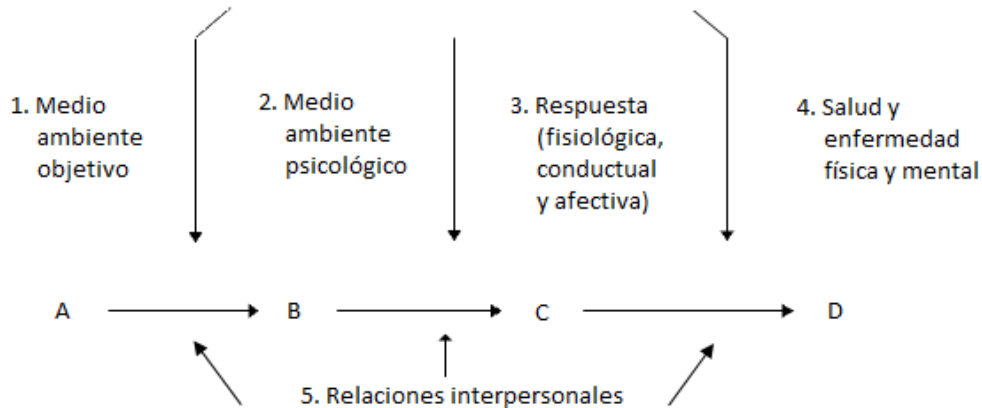 1. Medio
ambiente
objetivo
2. Medio
ambiente
psicológico
3. Respuesta
(fisiológica,
conductual
y afectiva)
4. Salud y
enfermedad
física y mental
A
B
C
D
5. Relaciones interpersonales